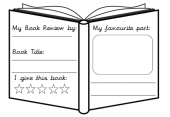 My Book Review by:
Book Title:
I give this book:
My favourite part: